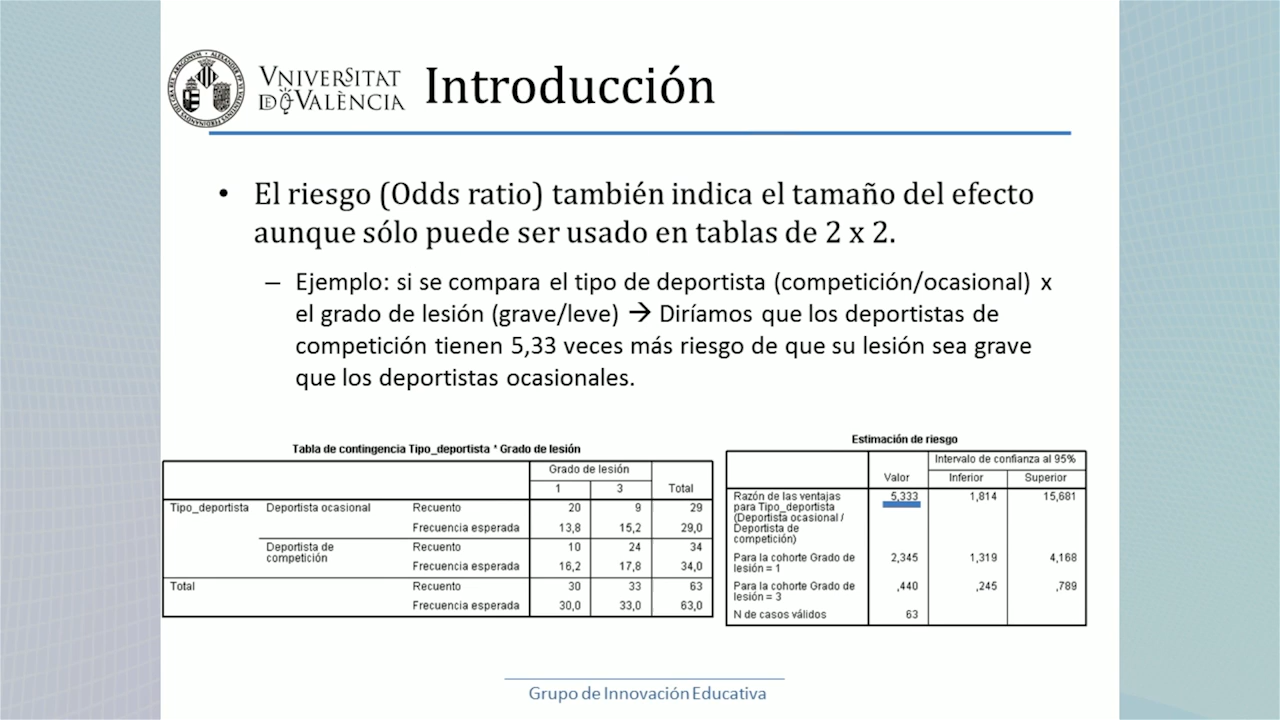 VNIVERSITAT
DE VALÈNCIA
Introducción
• El riesgo (Odds ratio) también indica el tamaño del efecto
aunque sólo puede ser usado en tablas de 2 x 2.
– Ejemplo: si se compara el tipo de deportista (competición/ocasional) x
el grado de lesión (grave/leve) → Diríamos que los deportistas de
competición tienen 5,33 veces más riesgo de que su lesión sea grave
que los deportistas ocasionales.
Tabla de contingencia Tipo_deportista * Grado de lesión
Grado de lesión
1 3 Total
Tipo_deportista Deportista ocasional Recuento 20 9 29
Frecuencia esperada 13,8 15,2 29,0
Deportista de
competición
Recuento 10 24 34
Frecuencia esperada 16,2 17,8 34,0
Total Recuento 30 33 63
Frecuencia esperada 30,0 33,0 63,0
Estimación de riesgo
Intervalo de confianza al 95%
Valor Inferior Superior
Razón de las ventajas
para Tipo_deportista
(Deportista ocasional /
Deportista de
competición)
5,333 1,814 15,681
Para la cohorte Grado de
lesión = 1
2,345 1,319 4,168
Para la cohorte Grado de
lesión = 3
,440 ,245 ,789
N de casos válidos 63
Grupo de Innovación Educativa